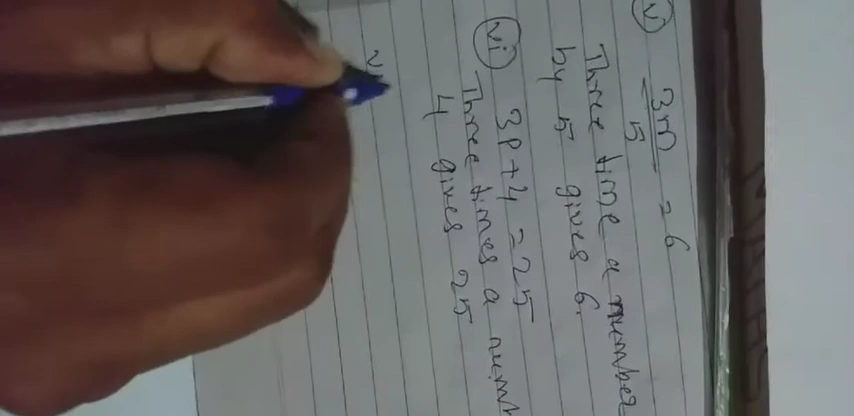 v) 3m/5 = 6
Three time a number
by 5 gives 6.
vi) 3p+4=25
Three times a
4 gives 25